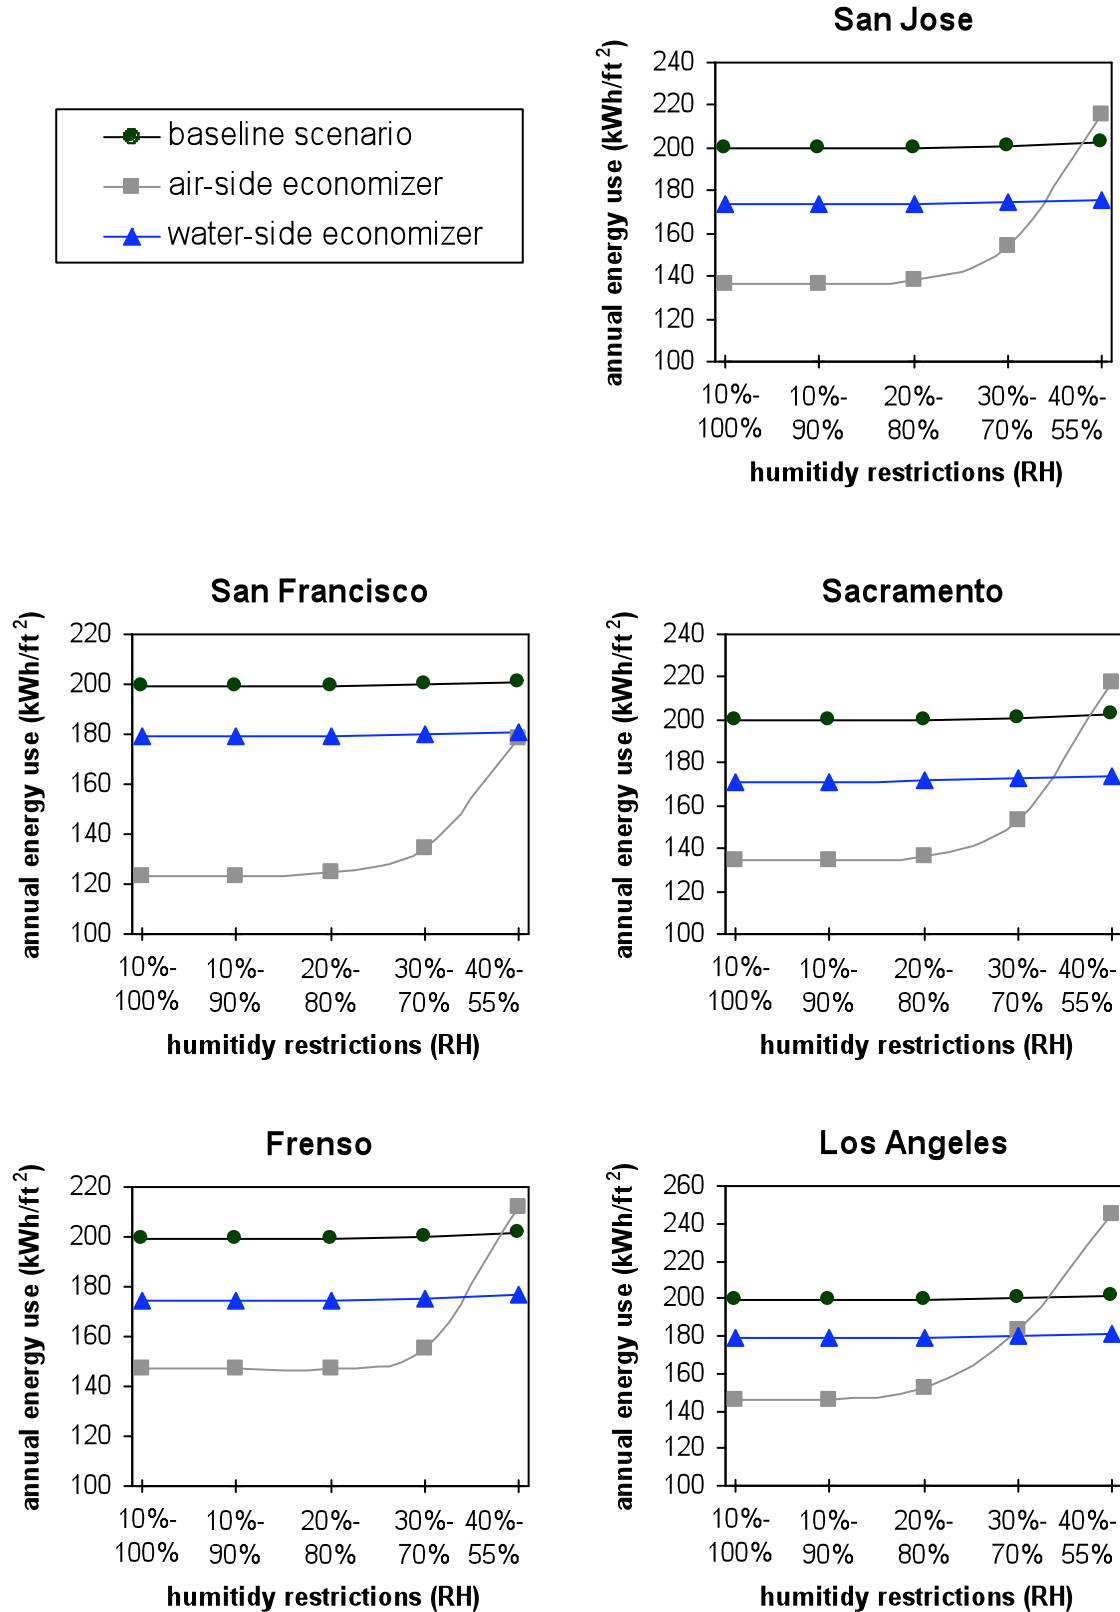 San Jose
baseline scenario
air-side economizer
water-side economizer
annual energy use (kWh/ft²)
240
220
200
180
160
140
120
100
10%- 10%- 20%- 30%- 40%-
100% 90% 80% 70% 55%
humitidy restrictions (RH)
San Francisco
annual energy use (kWh/ft²)
220
200
180
160
140
120
100
10%- 10%- 20%- 30%- 40%-
100% 90% 80% 70% 55%
humitidy restrictions (RH)
Sacramento
annual energy use (kWh/ft²)
240
220
200
180
160
140
120
100
10%- 10%- 20%- 30%- 40%-
100% 90% 80% 70% 55%
humitidy restrictions (RH)
Frenso
annual energy use (kWh/ft²)
220
200
180
160
140
120
100
10%- 10%- 20%- 30%- 40%-
100% 90% 80% 70% 55%
humitidy restrictions (RH)
Los Angeles
annual energy use (kWh/ft²)
260
240
220
200
180
160
140
120
100
10%- 10%- 20%- 30%- 40%-
100% 90% 80% 70% 55%
humitidy restrictions (RH)